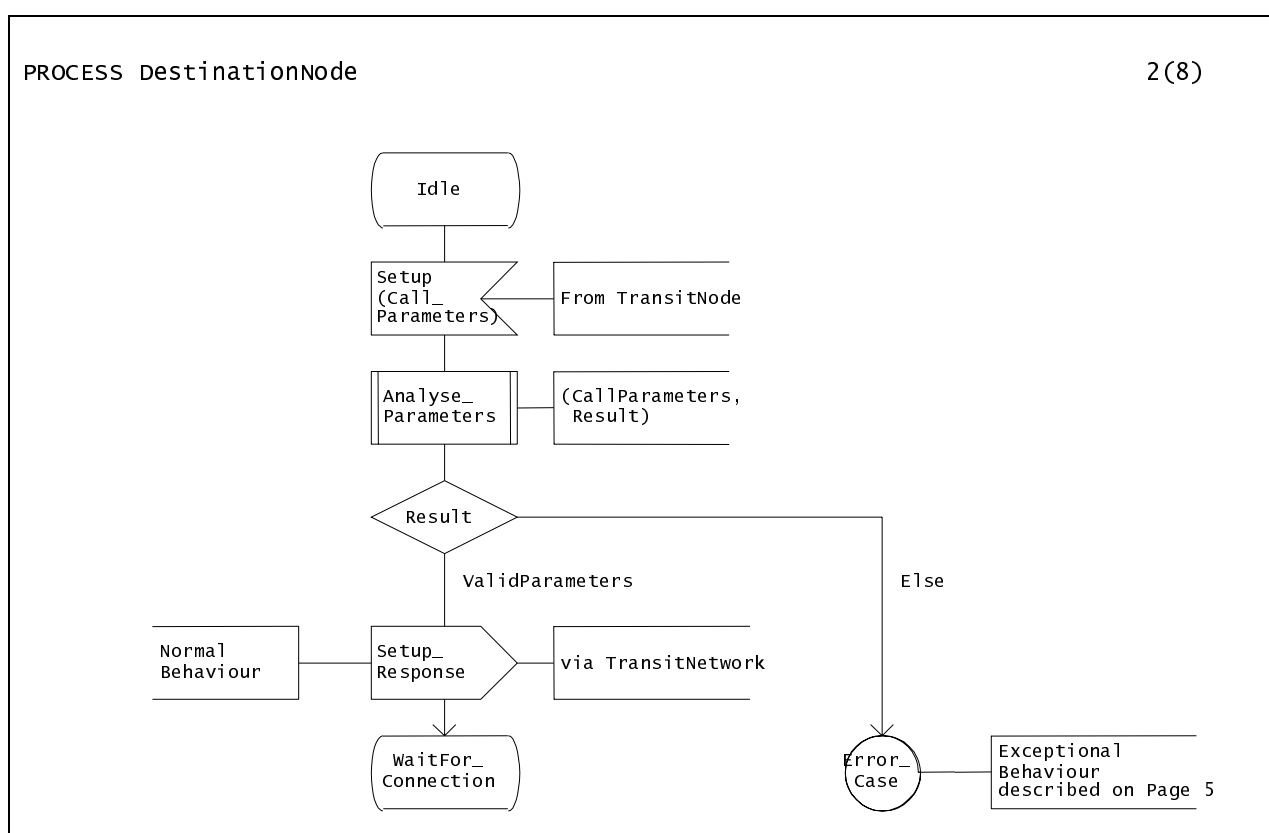 PROCESS DestinationNode
2(8)
Idle
Setup
(Call_
Parameters)
From TransitNode
Analyse_
Parameters
(CallParameters,
Result)
Result
ValidParameters
Else
Normal
Behaviour
Setup_
Response
via TransitNetwork
WaitFor_
Connection
Error_
Case
Exceptional
Behaviour
described on Page 5